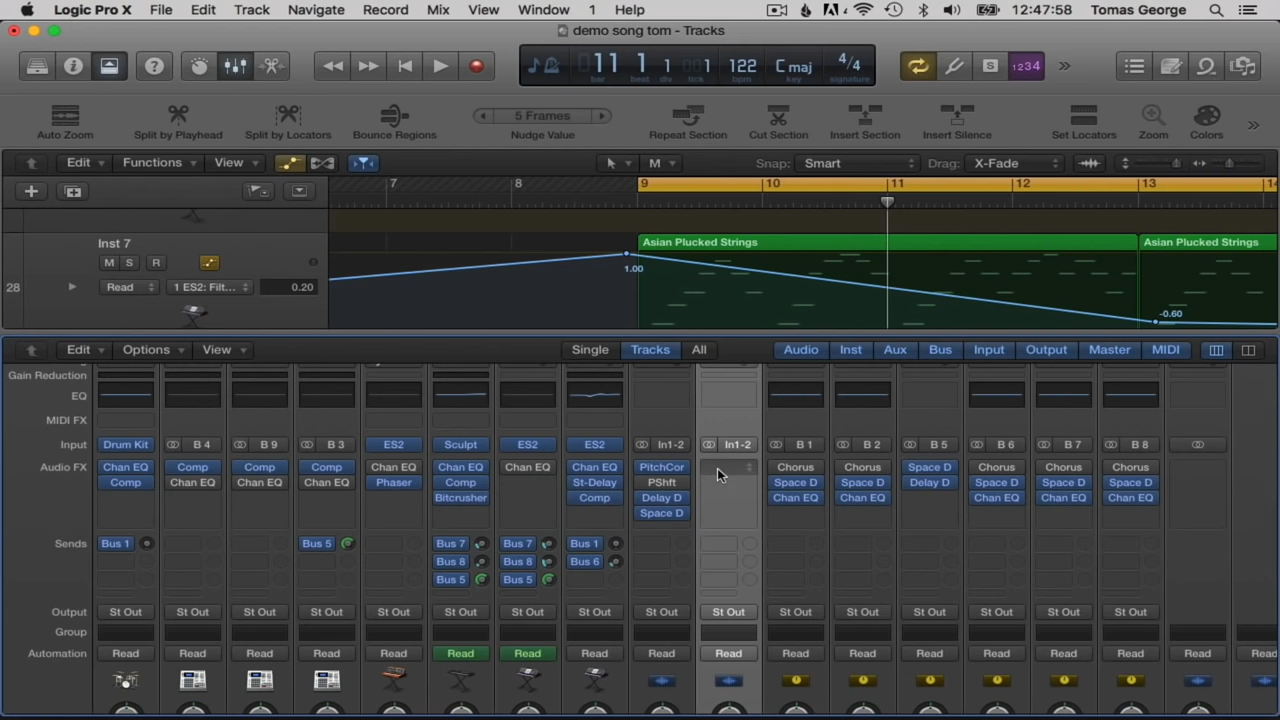 Logic Pro X File Edit Track Navigate Record Mix View Window 1 Help 12:47:58 Tomas George
demo song tom - Tracks
11 1 1 1 122 C maj 4/4
bar beat div tick bpm key signature
S 1234
5 Frames
Auto Zoom Split by Playhead Split by Locators Bounce Regions Nudge Value Repeat Section Cut Section Insert Section Insert Silence Set Locators Zoom Colors
Edit Functions View M Snap: Smart Drag: X-Fade
7 8 9 10 11 12 13 14
Inst 7 Asian Plucked Strings Asian Plucked Strings
M S R
1.00
28 Read 1 ES2: Filt... 0.20
-0.60
Edit Options View Single Tracks All Audio Inst Aux Bus Input Output Master MIDI
Gain Reduction
EQ
MIDI FX
Input Drum Kit B 4 B 9 B 3 ES2 Sculpt ES2 ES2 In1-2 In1-2 B 1 B 2 B 5 B 6 B 7 B 8
Audio FX Chan EQ Comp Comp Comp Chan EQ Chan EQ Chan EQ Chan EQ PitchCor Chorus Chorus Space D Chorus Chorus Chorus
Comp Chan EQ Chan EQ Chan EQ Phaser Comp St-Delay PShft Space D Space D Delay D Space D Space D Space D
Bitcrusher Comp Delay D Chan EQ Chan EQ Chan EQ Chan EQ Chan EQ
Space D
Sends Bus 1 Bus 5 Bus 7 Bus 7 Bus 1
Bus 8 Bus 8 Bus 6
Bus 5 Bus 5
Output St Out St Out St Out St Out St Out St Out St Out St Out St Out St Out St Out St Out St Out St Out St Out St Out
Group
Automation Read Read Read Read Read Read Read Read Read Read Read Read Read Read Read Read Read Read